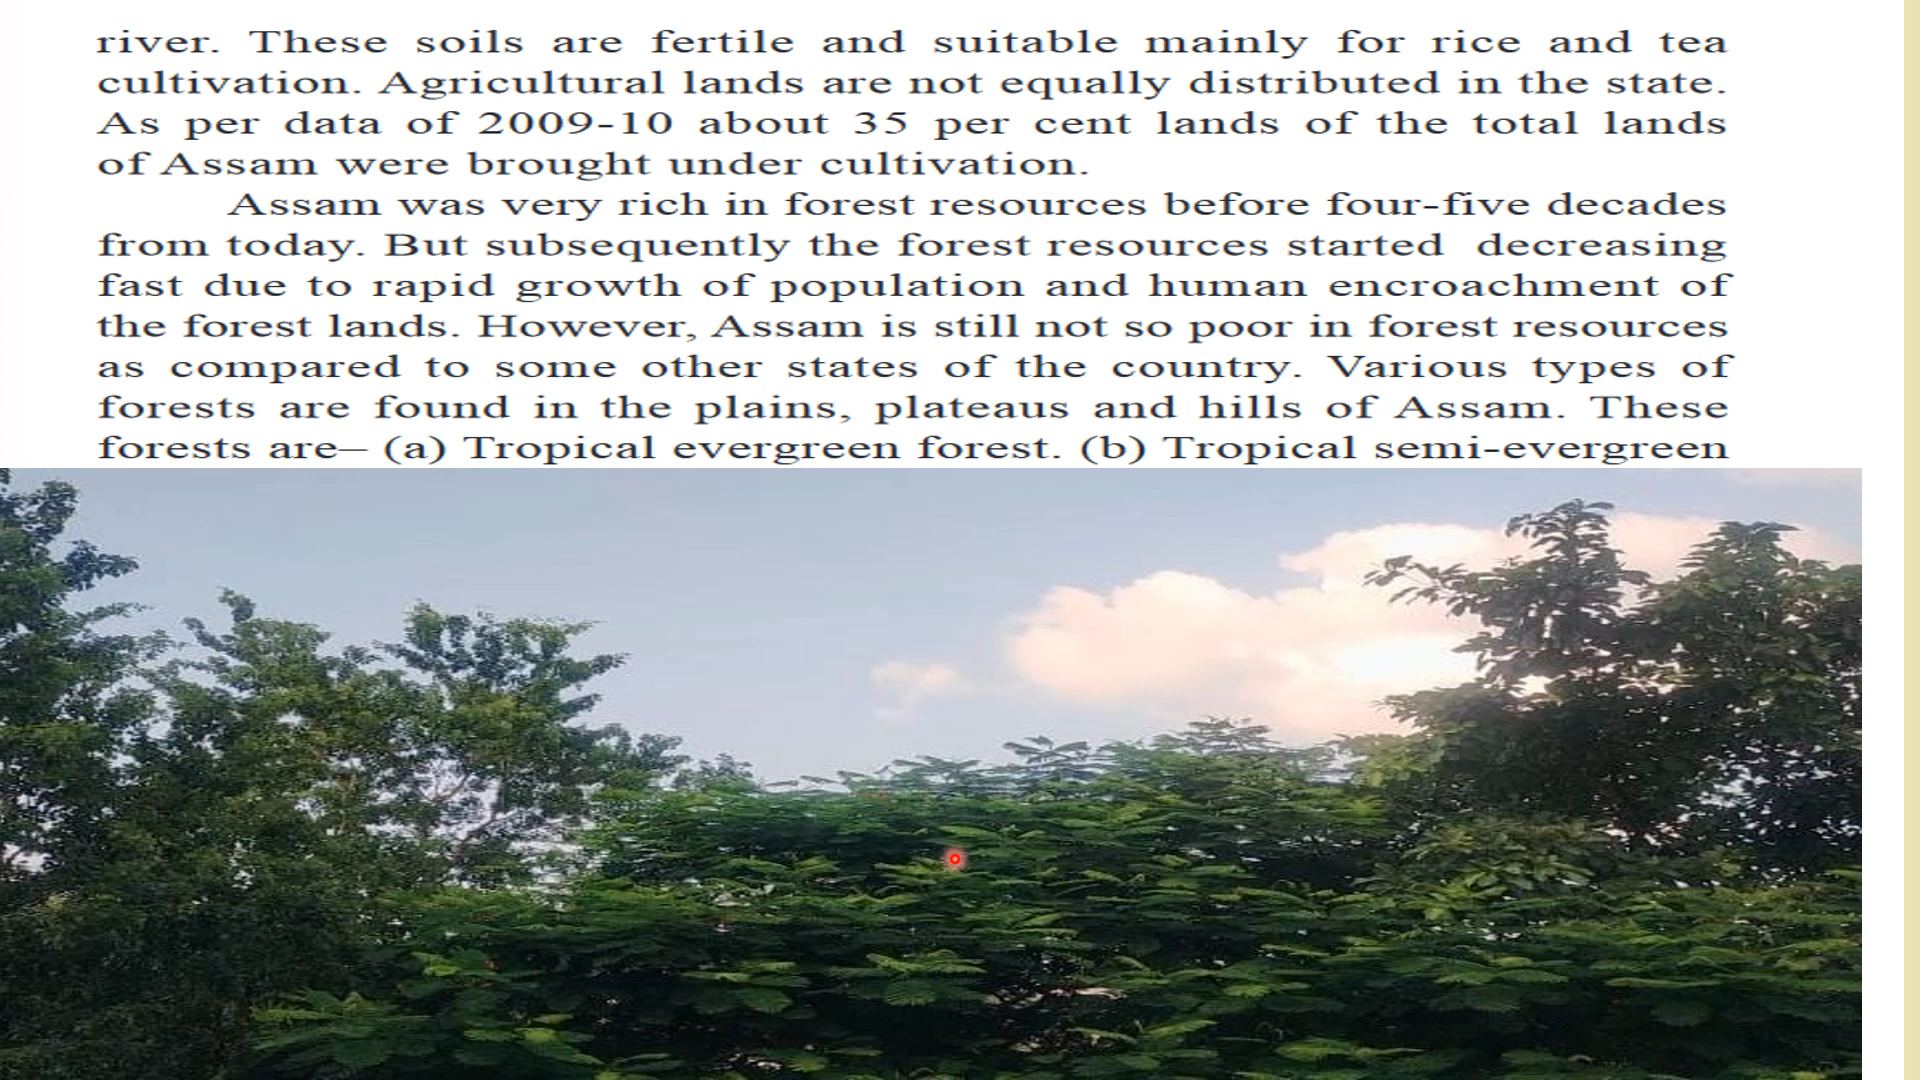 river. These soils are fertile and suitable mainly for rice and tea
cultivation. Agricultural lands are not equally distributed in the state.
As per data of 2009-10 about 35 per cent lands of the total lands
of Assam were brought under cultivation.
Assam was very rich in forest resources before four-five decades
from today. But subsequently the forest resources started decreasing
fast due to rapid growth of population and human encroachment of
the forest lands. However, Assam is still not so poor in forest resources
as compared to some other states of the country. Various types of
forests are found in the plains, plateaus and hills of Assam. These
forests are– (a) Tropical evergreen forest. (b) Tropical semi-evergreen